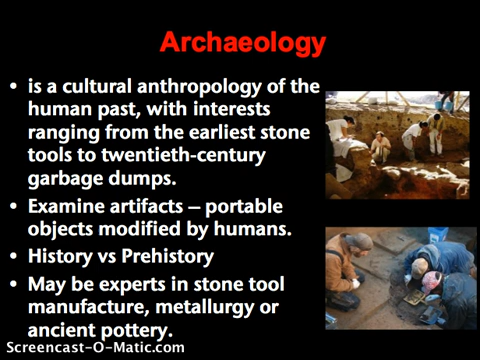 Archaeology
• is a cultural anthropology of the
human past, with interests
ranging from the earliest stone
tools to twentieth-century
garbage dumps.
• Examine artifacts – portable
objects modified by humans.
• History vs Prehistory
• May be experts in stone tool
manufacture, metallurgy or
ancient pottery.
Screencast-O-Matic.com